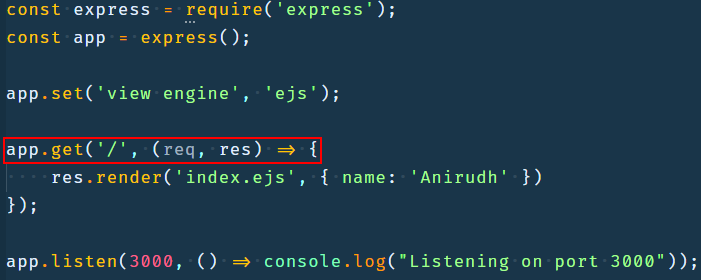 const express = require('express');
const app = express();
app.set('view engine', 'ejs');
app.get('/', (req, res) => {
res.render('index.ejs', { name: 'Anirudh' })
});
app.listen(3000, () => console.log("Listening on port 3000"));